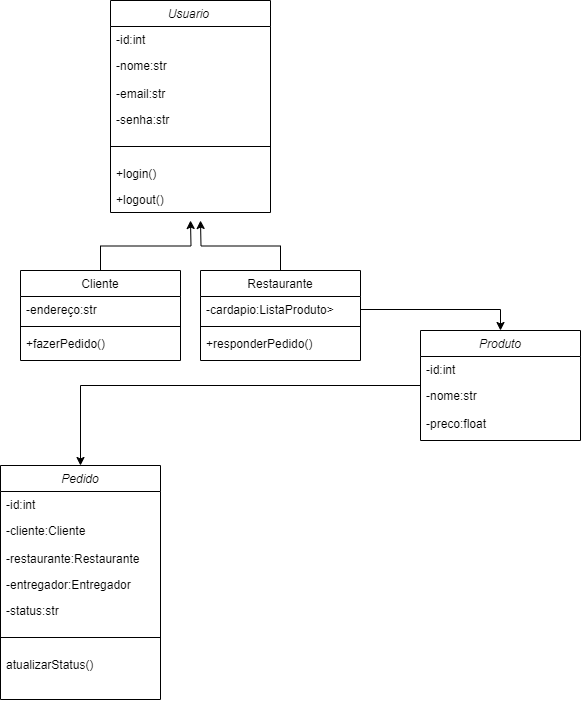 Usuario
-id:int
-nome:str
-email:str
-senha:str
+login()
+logout()
Cliente
-endereço:str
+fazerPedido()
Restaurante
-cardapio:ListaProduto>
+responderPedido()
Produto
-id:int
-nome:str
-preco:float
Pedido
-id:int
-cliente:Cliente
-restaurante:Restaurante
-entregador:Entregador
-status:str
atualizarStatus()